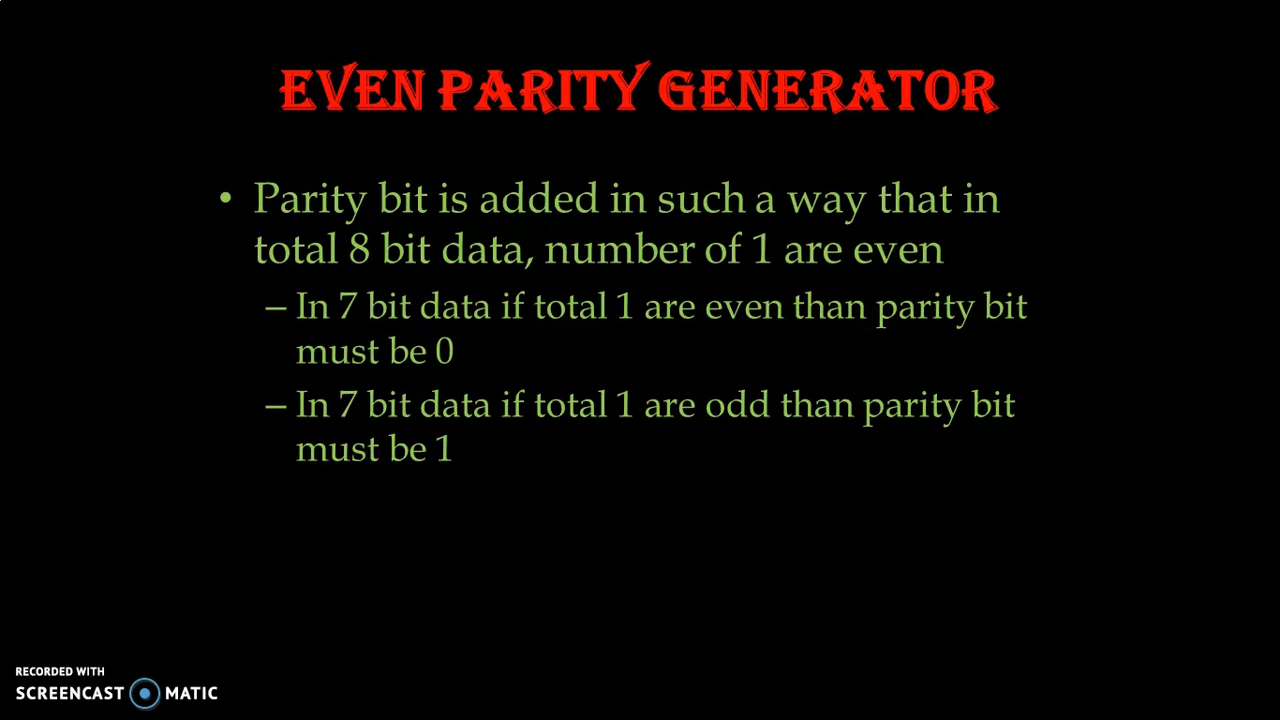 EVEN PARITY GENERATOR
• Parity bit is added in such a way that in
total 8 bit data, number of 1 are even
– In 7 bit data if total 1 are even than parity bit
must be 0
– In 7 bit data if total 1 are odd than parity bit
must be 1
RECORDED WITH
SCREENCAST MATIC